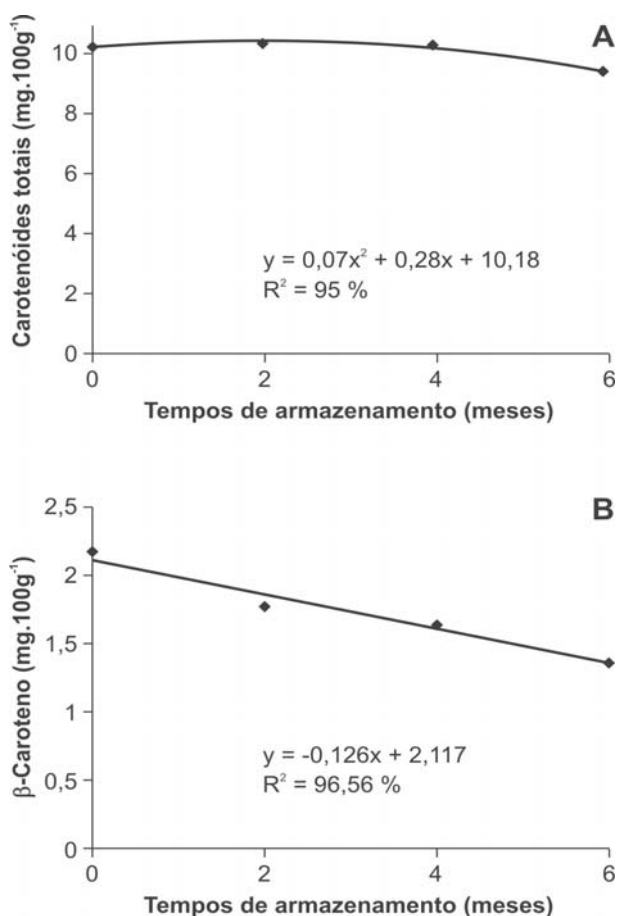 A
Carotenóides totais (mg.100g⁻¹)
10
8
6
4
2
0
y = 0,07x² + 0,28x + 10,18
R² = 95 %
0 2 4 6
Tempos de armazenamento (meses)
B
β-Caroteno (mg.100g⁻¹)
2,5
2
1,5
1
0,5
0
y = -0,126x + 2,117
R² = 96,56 %
0 2 4 6
Tempos de armazenamento (meses)